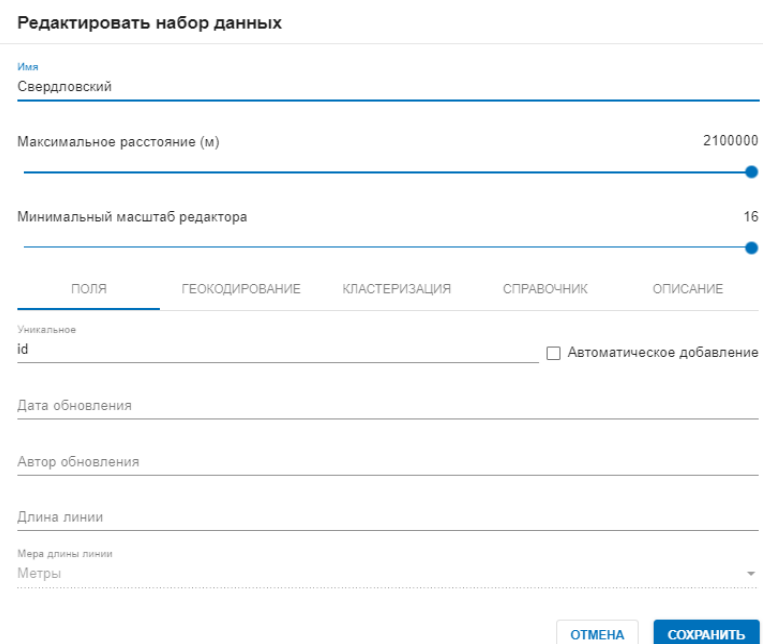 Редактировать набор данных
Имя
Свердловский
Максимальное расстояние (м) 2100000
Минимальный масштаб редактора 16
ПОЛЯ ГЕОКОДИРОВАНИЕ КЛАСТЕРИЗАЦИЯ СПРАВОЧНИК ОПИСАНИЕ
Уникальное
id
Автоматическое добавление
Дата обновления
Автор обновления
Длина линии
Мера длины линии
Метры
ОТМЕНА СОХРАНИТЬ